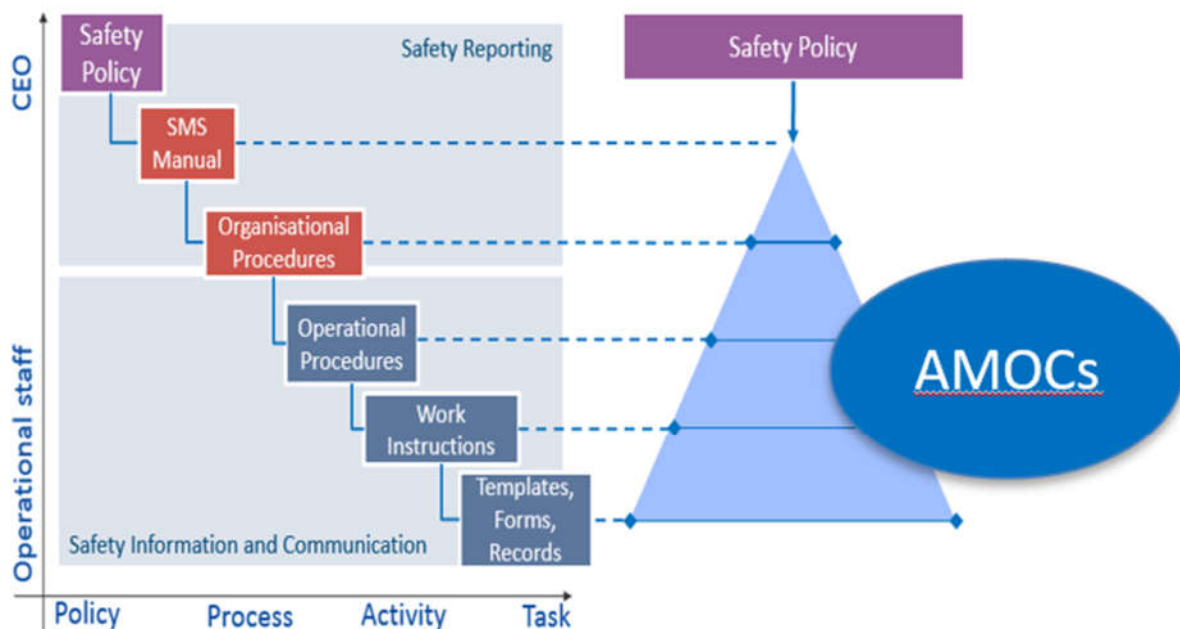 CEO
Operational staff
Safety
Policy
Safety Reporting
SMS
Manual
Organisational
Procedures
Operational
Procedures
Work
Instructions
Templates,
Forms,
Records
Safety Information and Communication
Policy
Process
Activity
Task
Safety Policy
AMOCs